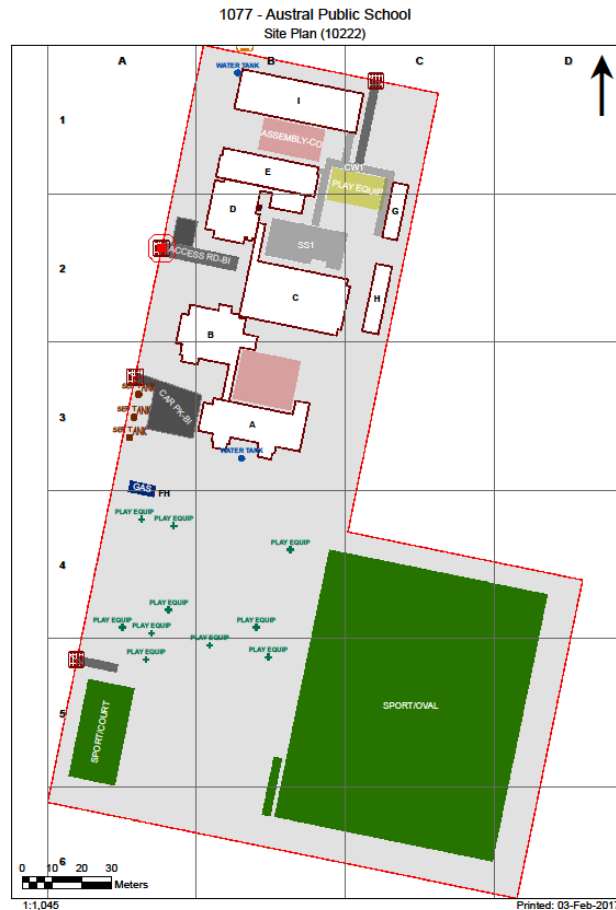 1077 - Austral Public School
Site Plan (10222)
A
B
C
D
WATER TANK
1
I
ASSEMBLY-CO
E
CW1
PLAY EQUIP
D
G
SS1
ACCESS RD-BI
2
C
H
B
SEP TANK
SEP TANK
SEP TANK
CAR PK-BI
3
A
WATER TANK
GAS
FH
PLAY EQUIP
PLAY EQUIP
PLAY EQUIP
4
PLAY EQUIP
PLAY EQUIP
PLAY EQUIP
PLAY EQUIP
PLAY EQUIP
PLAY EQUIP
PLAY EQUIP
5
SPORT/COURT
SPORT/OVAL
6
0 10 20 30
Meters
1:1,045
Printed: 03-Feb-2017